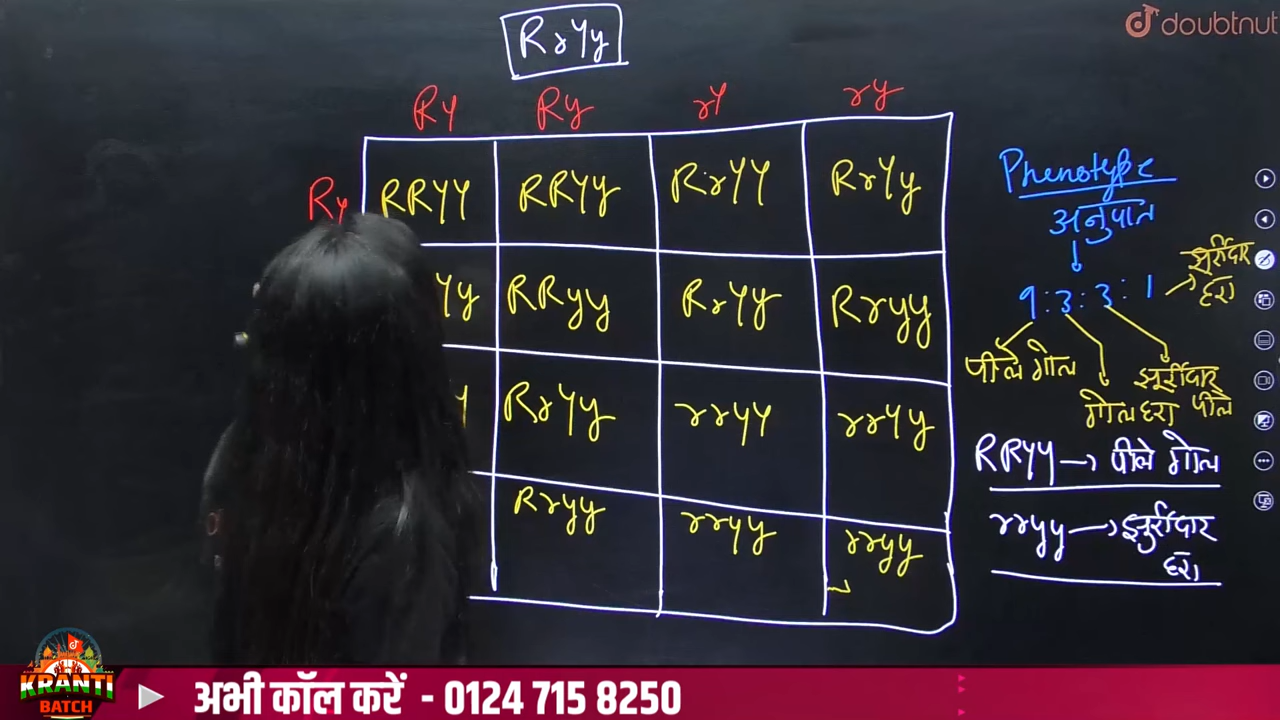 RrYy
doubtnut
RY Ry rY ry
RY RRYY RRYy RrYY RrYy
Yy RRyy RrYy Rryy
Y RrYy rrYY rrYy
Rryy rrYy rryy
Phenotype
अनुपात
9 : 3 : 3 : 1
झुर्रीदार
हरा
पीले गोल
गोल हरा
झुर्रीदार
पीले
RRYY → पीले गोल
rryy → झुर्रीदार
हरा
KRANTI
BATCH
अभी कॉल करें - 0124 715 8250